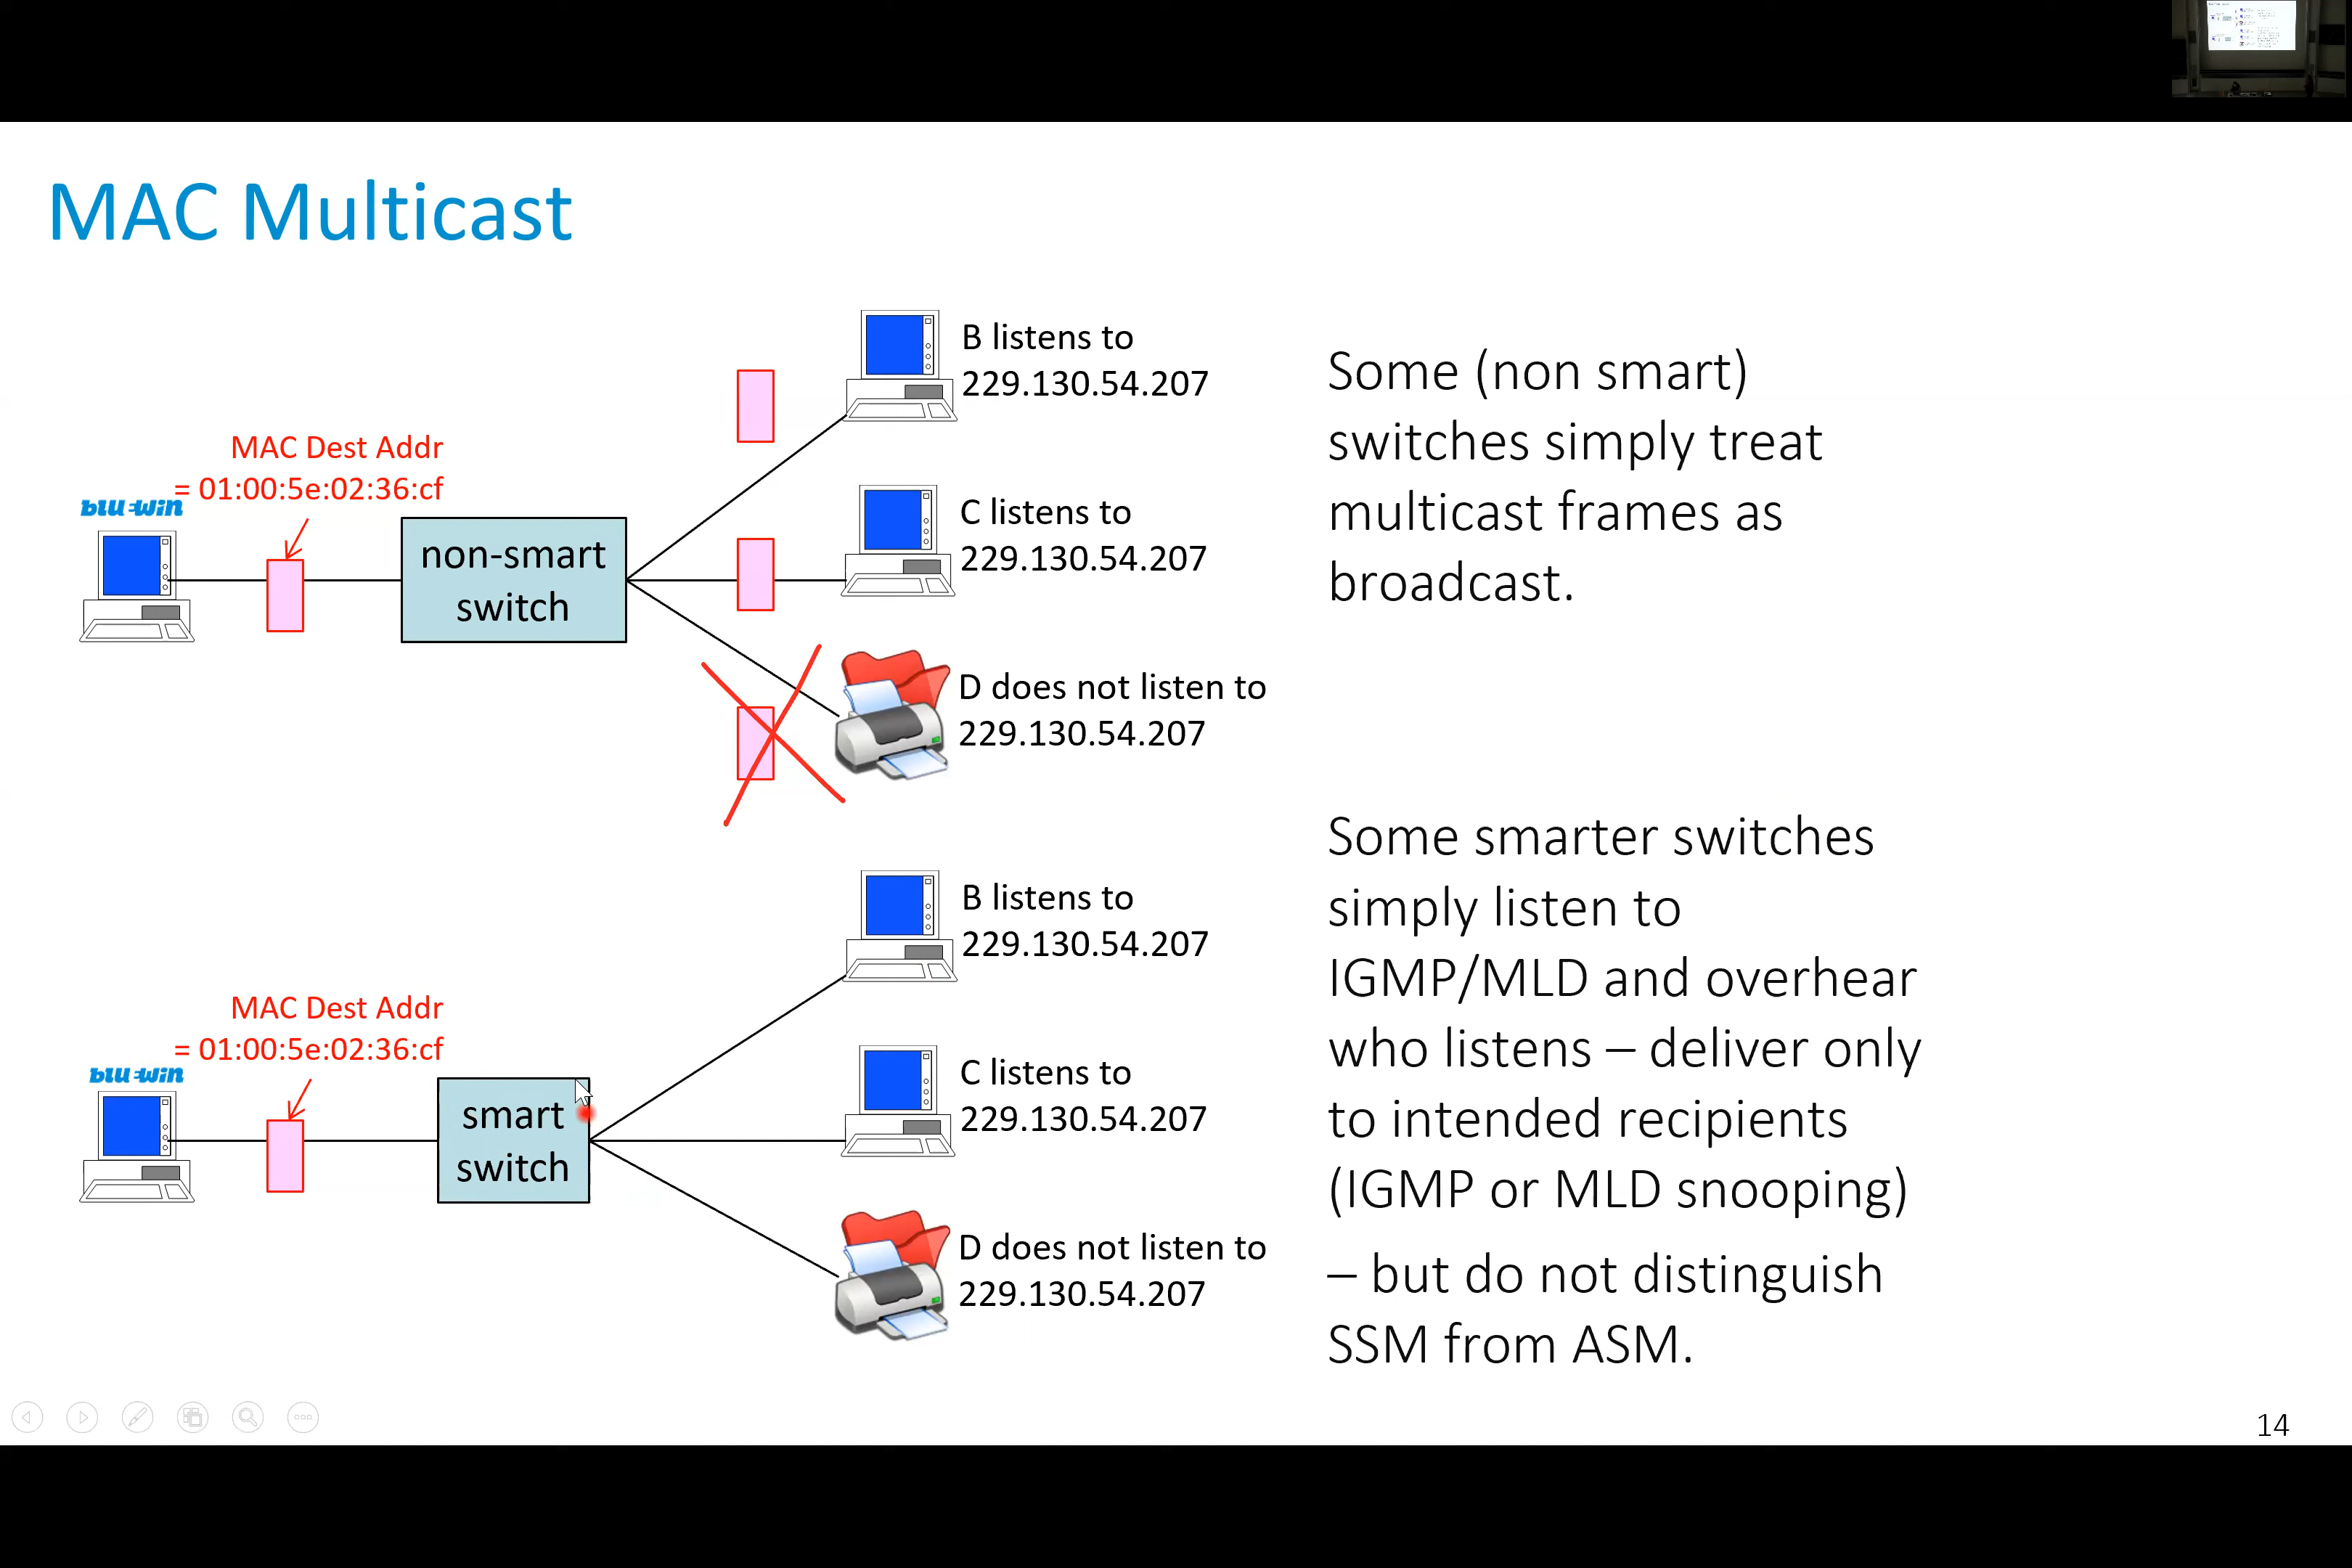 MAC Multicast
B listens to
229.130.54.207
MAC Dest Addr
= 01:00:5e:02:36:cf
blu-win
non-smart
switch
C listens to
229.130.54.207
D does not listen to
229.130.54.207
Some (non smart)
switches simply treat
multicast frames as
broadcast.
B listens to
229.130.54.207
MAC Dest Addr
= 01:00:5e:02:36:cf
blu-win
smart
switch
C listens to
229.130.54.207
D does not listen to
229.130.54.207
Some smarter switches
simply listen to
IGMP/MLD and overhear
who listens – deliver only
to intended recipients
(IGMP or MLD snooping)
– but do not distinguish
SSM from ASM.
14